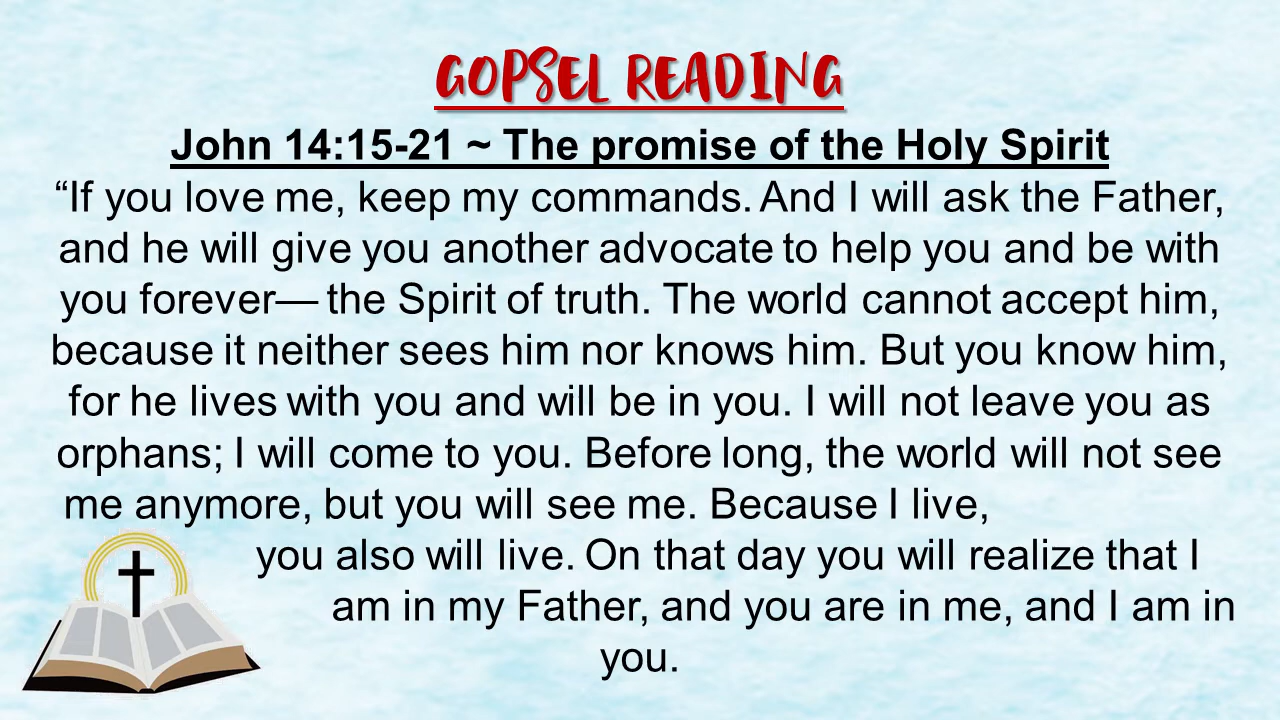 GOPSEL READING
John 14:15-21 ~ The promise of the Holy Spirit
“If you love me, keep my commands. And I will ask the Father,
and he will give you another advocate to help you and be with
you forever— the Spirit of truth. The world cannot accept him,
because it neither sees him nor knows him. But you know him,
for he lives with you and will be in you. I will not leave you as
orphans; I will come to you. Before long, the world will not see
me anymore, but you will see me. Because I live,
you also will live. On that day you will realize that I
am in my Father, and you are in me, and I am in
you.